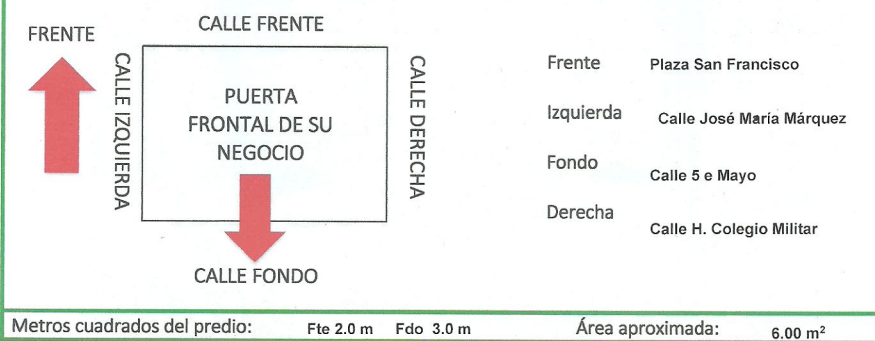 CALLE FRENTE
FRENTE
CALLE IZQUIERDA
PUERTA
FRONTAL DE SU
NEGOCIO
CALLE DERECHA
CALLE FONDO
Frente Plaza San Francisco
Izquierda Calle José María Márquez
Fondo Calle 5 e Mayo
Derecha Calle H. Colegio Militar
Metros cuadrados del predio: Fte 2.0 m Fdo 3.0 m Área aproximada: 6.00 m²